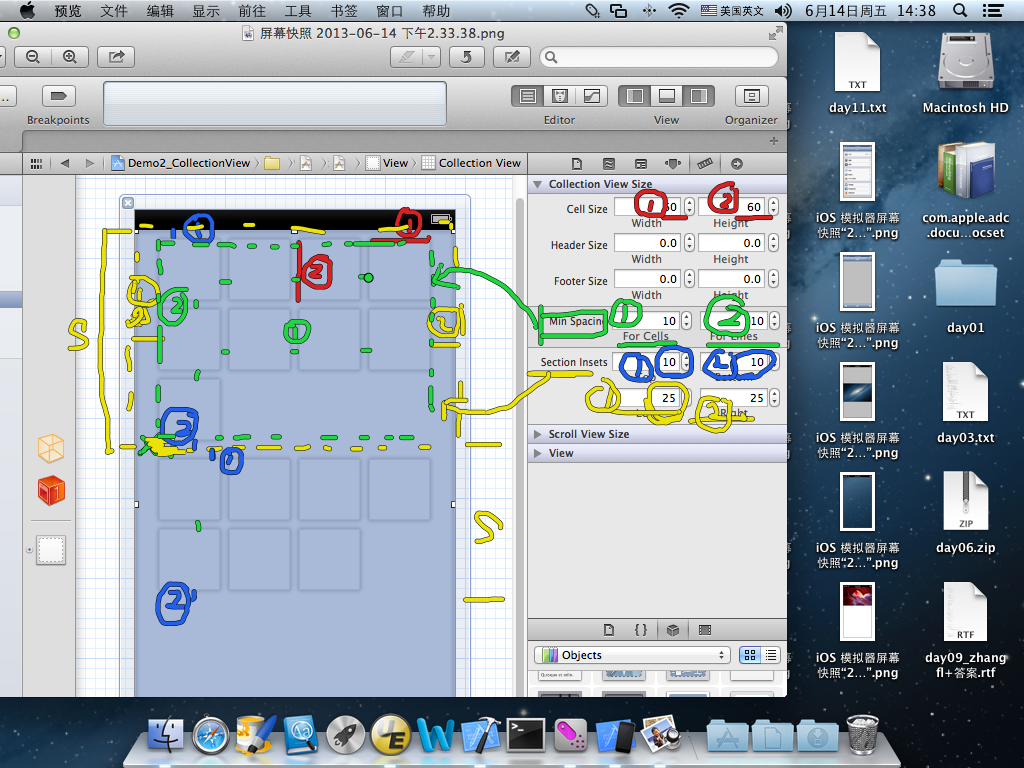 预览 文件 编辑 显示 前往 工具 书签 窗口 帮助 美国英文 6月14日周五 14:38
屏幕快照 2013-06-14 下午2.33.38.png
Breakpoints Editor View Organizer
Demo2_CollectionView View Collection View
Collection View Size
Cell Size 60
Width Height
Header Size 0.0 0.0
Width Height
Footer Size 0.0 0.0
Width Height
Min Spacing 10 10
For Cells For Lines
Section Insets 10 10
25 25
Right
Scroll View Size
View
Objects
① ②
① ②
① ②
① ②
① ②
① ②
S
S
day11.txt
Macintosh HD
iOS 模拟器屏幕快照“2…”.png
com.apple.adc.docu…ocset
iOS 模拟器屏幕快照“2…”.png
day01
iOS 模拟器屏幕快照“2…”.png
day03.txt
iOS 模拟器屏幕快照“2…”.png
day06.zip
iOS 模拟器屏幕快照“2…”.png
day09_zhangfl+答案.rtf
TXT
TXT
ZIP
RTF